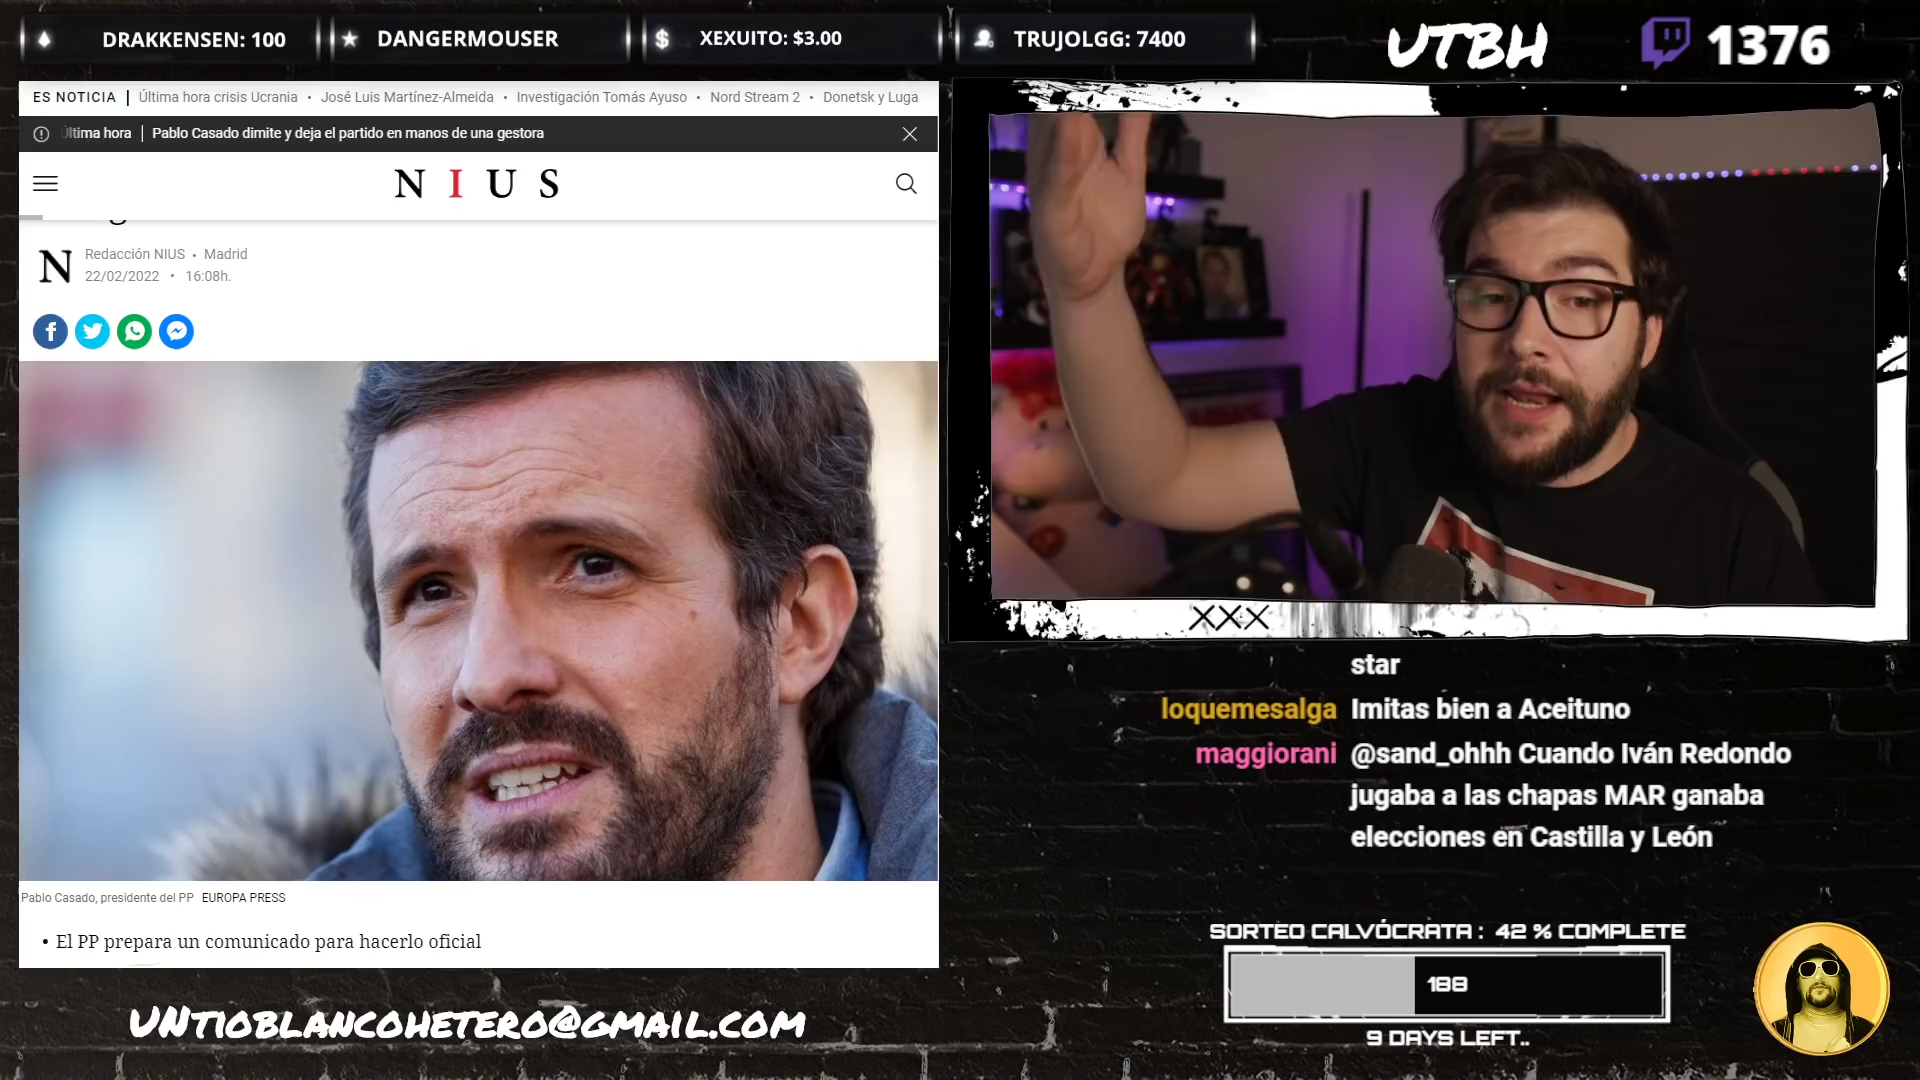 DRAKKENSEN: 100
DANGERMOUSER
XEXUITO: $3.00
TRUJOLGG: 7400
UTBH
1376
ES NOTICIA | Última hora crisis Ucrania • José Luis Martínez-Almeida • Investigación Tomás Ayuso • Nord Stream 2 • Donetsk y Luga
Última hora | Pablo Casado dimite y deja el partido en manos de una gestora
NIUS
N
Redacción NIUS • Madrid
22/02/2022 • 16:08h.
Pablo Casado, presidente del PP EUROPA PRESS
• El PP prepara un comunicado para hacerlo oficial
UNTIOBLANCOHETERO@GMAIL.COM
XXX
star
loquemesalga Imitas bien a Aceituno
maggiorani @sand_ohhh Cuando Iván Redondo
jugaba a las chapas MAR ganaba
elecciones en Castilla y León
SORTEO CALVÓCRATA : 42 % COMPLETE
188
9 DAYS LEFT..